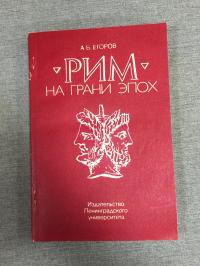 А. Б. ЕГОРОВ
РИМ
НА ГРАНИ ЭПОХ
Издательство
Ленинградского
университета